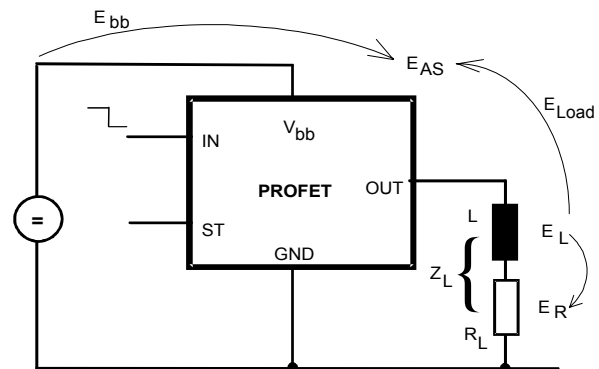 E bb
E AS
E Load
IN
V bb
PROFET
OUT
=
ST
GND
L
E L
Z L
{
R L
E R